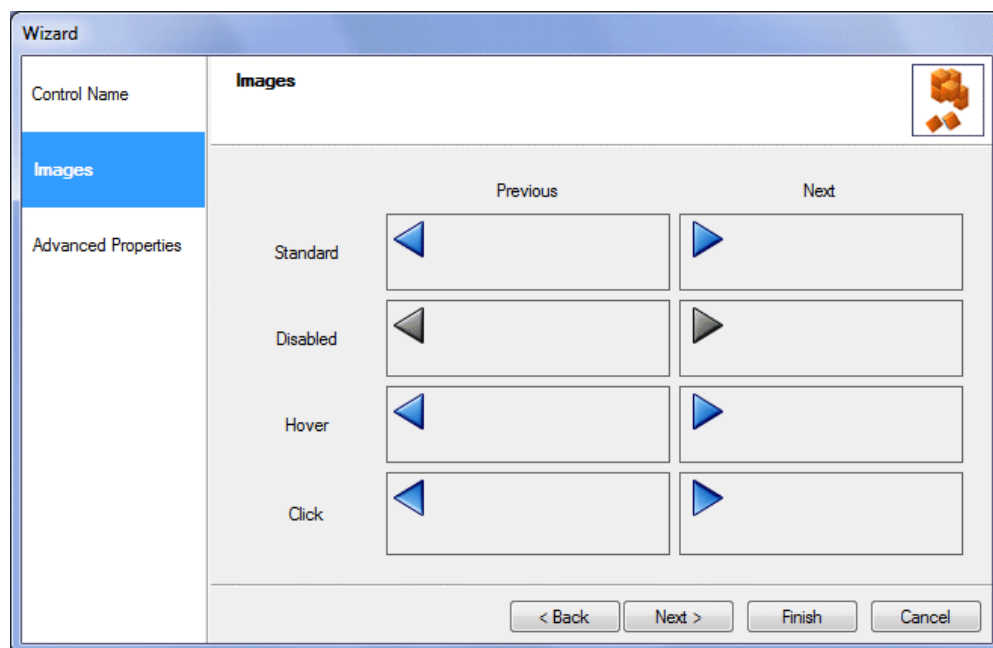 Wizard
Control Name
Images
Advanced Properties
Images
Previous Next
Standard
Disabled
Hover
Click
< Back Next > Finish Cancel